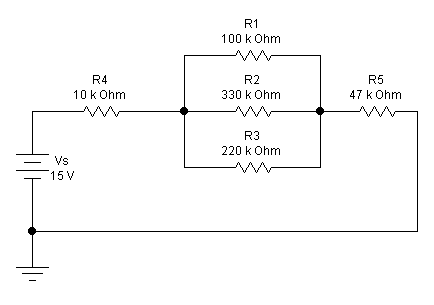 R1
100 k Ohm
R4
10 k Ohm
R2
330 k Ohm
R5
47 k Ohm
R3
220 k Ohm
Vs
15 V